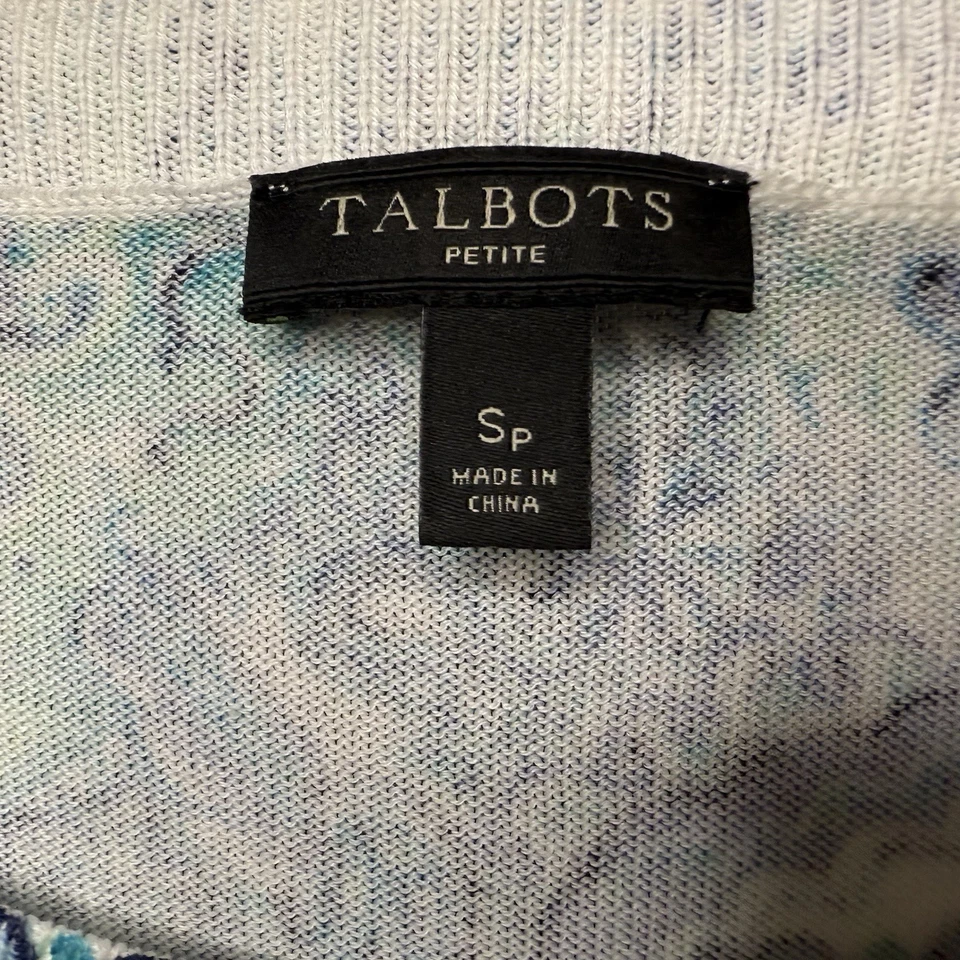 TALBOTS
PETITE
SP
MADE IN
CHINA